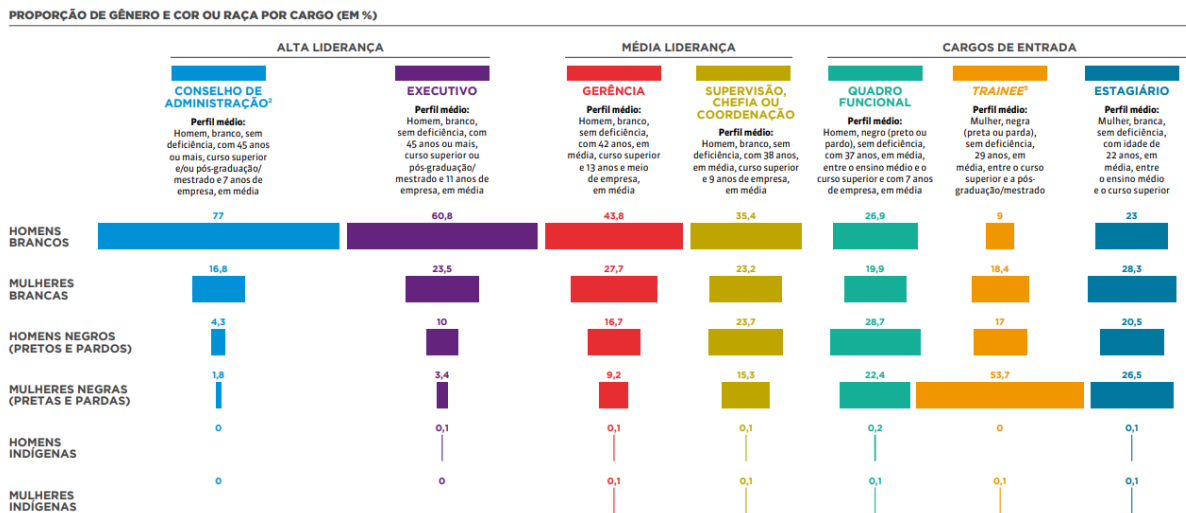 PROPORÇÃO DE GÊNERO E COR OU RAÇA POR CARGO (EM %)
ALTA LIDERANÇA
MÉDIA LIDERANÇA
CARGOS DE ENTRADA
CONSELHO DE
ADMINISTRAÇÃO²
Perfil médio:
Homem, branco, sem
deficiência, com 45 anos
ou mais, curso superior
e/ou pós-graduação/
mestrado e 7 anos de
empresa, em média
EXECUTIVO
Perfil médio:
Homem, branco,
sem deficiência, com
45 anos ou mais,
curso superior ou
pós-graduação/
mestrado e 11 anos de
empresa, em média
GERÊNCIA
Perfil médio:
Homem, branco,
sem deficiência,
com 42 anos, em
média, curso superior
e 13 anos e meio
de empresa,
em média
SUPERVISÃO,
CHEFIA OU
COORDENAÇÃO
Perfil médio:
Homem, branco, sem
deficiência, com 38 anos,
em média, curso superior
e 9 anos de empresa,
em média
QUADRO
FUNCIONAL
Perfil médio:
Homem, negro (preto ou
pardo), sem deficiência,
com 37 anos, em média,
entre o ensino médio e o
curso superior e com 7 anos
de empresa, em média
TRAINEE⁵
Perfil médio:
Mulher, negra
(preta ou parda),
sem deficiência,
29 anos, em
média, entre o curso
superior e a pós-
graduação/mestrado
ESTAGIÁRIO
Perfil médio:
Mulher, branca,
sem deficiência,
com idade de
22 anos, em
média, entre
o ensino médio
e o curso superior
HOMENS
BRANCOS
77 60,8 43,8 35,4 26,9 9 23
MULHERES
BRANCAS
16,8 23,5 27,7 23,2 19,9 18,4 28,3
HOMENS NEGROS
(PRETOS E PARDOS)
4,3 10 16,7 23,7 28,7 17 20,5
MULHERES NEGRAS
(PRETAS E PARDAS)
1,8 3,4 9,2 15,3 22,4 53,7 26,5
HOMENS
INDÍGENAS
0 0,1 0,1 0,1 0,2 0 0,1
MULHERES
INDÍGENAS
0 0 0,1 0,1 0,1 0,1 0,1